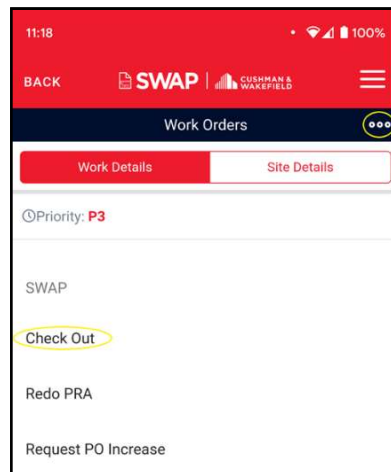 11:18 100%
BACK SWAP | CUSHMAN & WAKEFIELD
Work Orders
Work Details Site Details
Priority: P3
SWAP
Check Out
Redo PRA
Request PO Increase